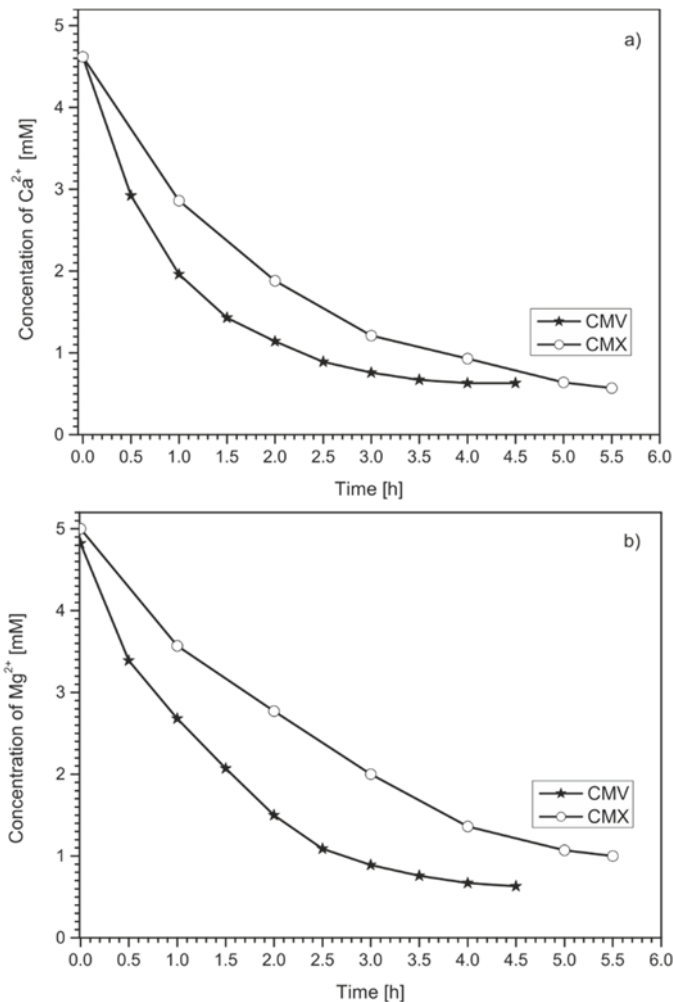 a)
5
4
3
2
1
0
Concentation of Ca²⁺ [mM]
CMV
CMX
0.0 0.5 1.0 1.5 2.0 2.5 3.0 3.5 4.0 4.5 5.0 5.5 6.0
Time [h]
b)
5
4
3
2
1
0
Concentration of Mg²⁺ [mM]
CMV
CMX
0.0 0.5 1.0 1.5 2.0 2.5 3.0 3.5 4.0 4.5 5.0 5.5 6.0
Time [h]